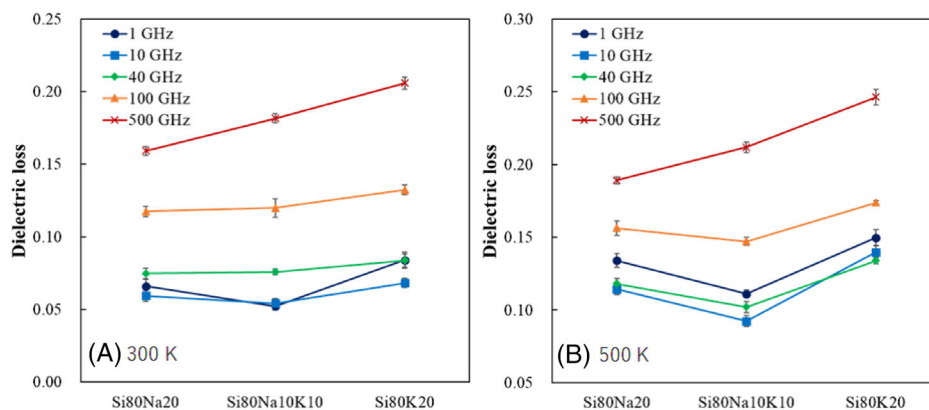 0.25
0.20
0.15
0.10
0.05
0.00
Dielectric loss
1 GHz
10 GHz
40 GHz
100 GHz
500 GHz
(A) 300 K
Si80Na20 Si80Na10K10 Si80K20
0.30
0.25
0.20
0.15
0.10
0.05
Dielectric loss
1 GHz
10 GHz
40 GHz
100 GHz
500 GHz
(B) 500 K
Si80Na20 Si80Na10K10 Si80K20